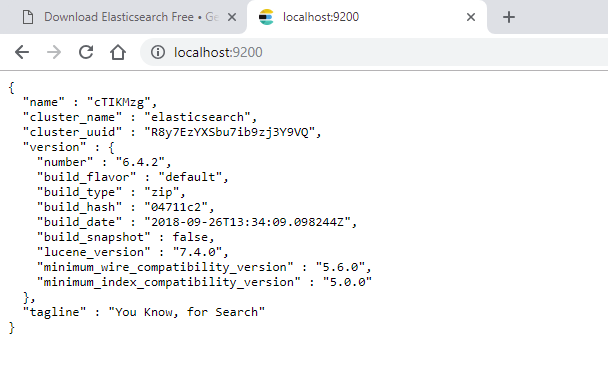 Download Elasticsearch Free • Ge
localhost:9200
localhost:9200
{
  "name" : "cTIKMzg",
  "cluster_name" : "elasticsearch",
  "cluster_uuid" : "R8y7EzYXSbu7ib9zj3Y9VQ",
  "version" : {
    "number" : "6.4.2",
    "build_flavor" : "default",
    "build_type" : "zip",
    "build_hash" : "04711c2",
    "build_date" : "2018-09-26T13:34:09.098244Z",
    "build_snapshot" : false,
    "lucene_version" : "7.4.0",
    "minimum_wire_compatibility_version" : "5.6.0",
    "minimum_index_compatibility_version" : "5.0.0"
  },
  "tagline" : "You Know, for Search"
}